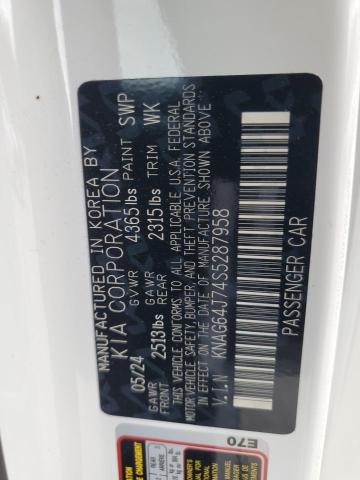 MANUFACTURED IN KOREA BY
KIA CORPORATION
05/24 GVWR 4365lbs PAINT SWP
GAWR FRONT 2513lbs GAWR REAR 2315lbs TRIM WK
THIS VEHICLE CONFORMS TO ALL APPLICABLE U.S.A. FEDERAL
MOTOR VEHICLE SAFETY, BUMPER, AND THEFT PREVENTION STANDARDS
IN EFFECT ON THE DATE OF MANUFACTURE SHOWN ABOVE
V.I.N KNAG64J74S5287958
PASSENGER CAR
E70